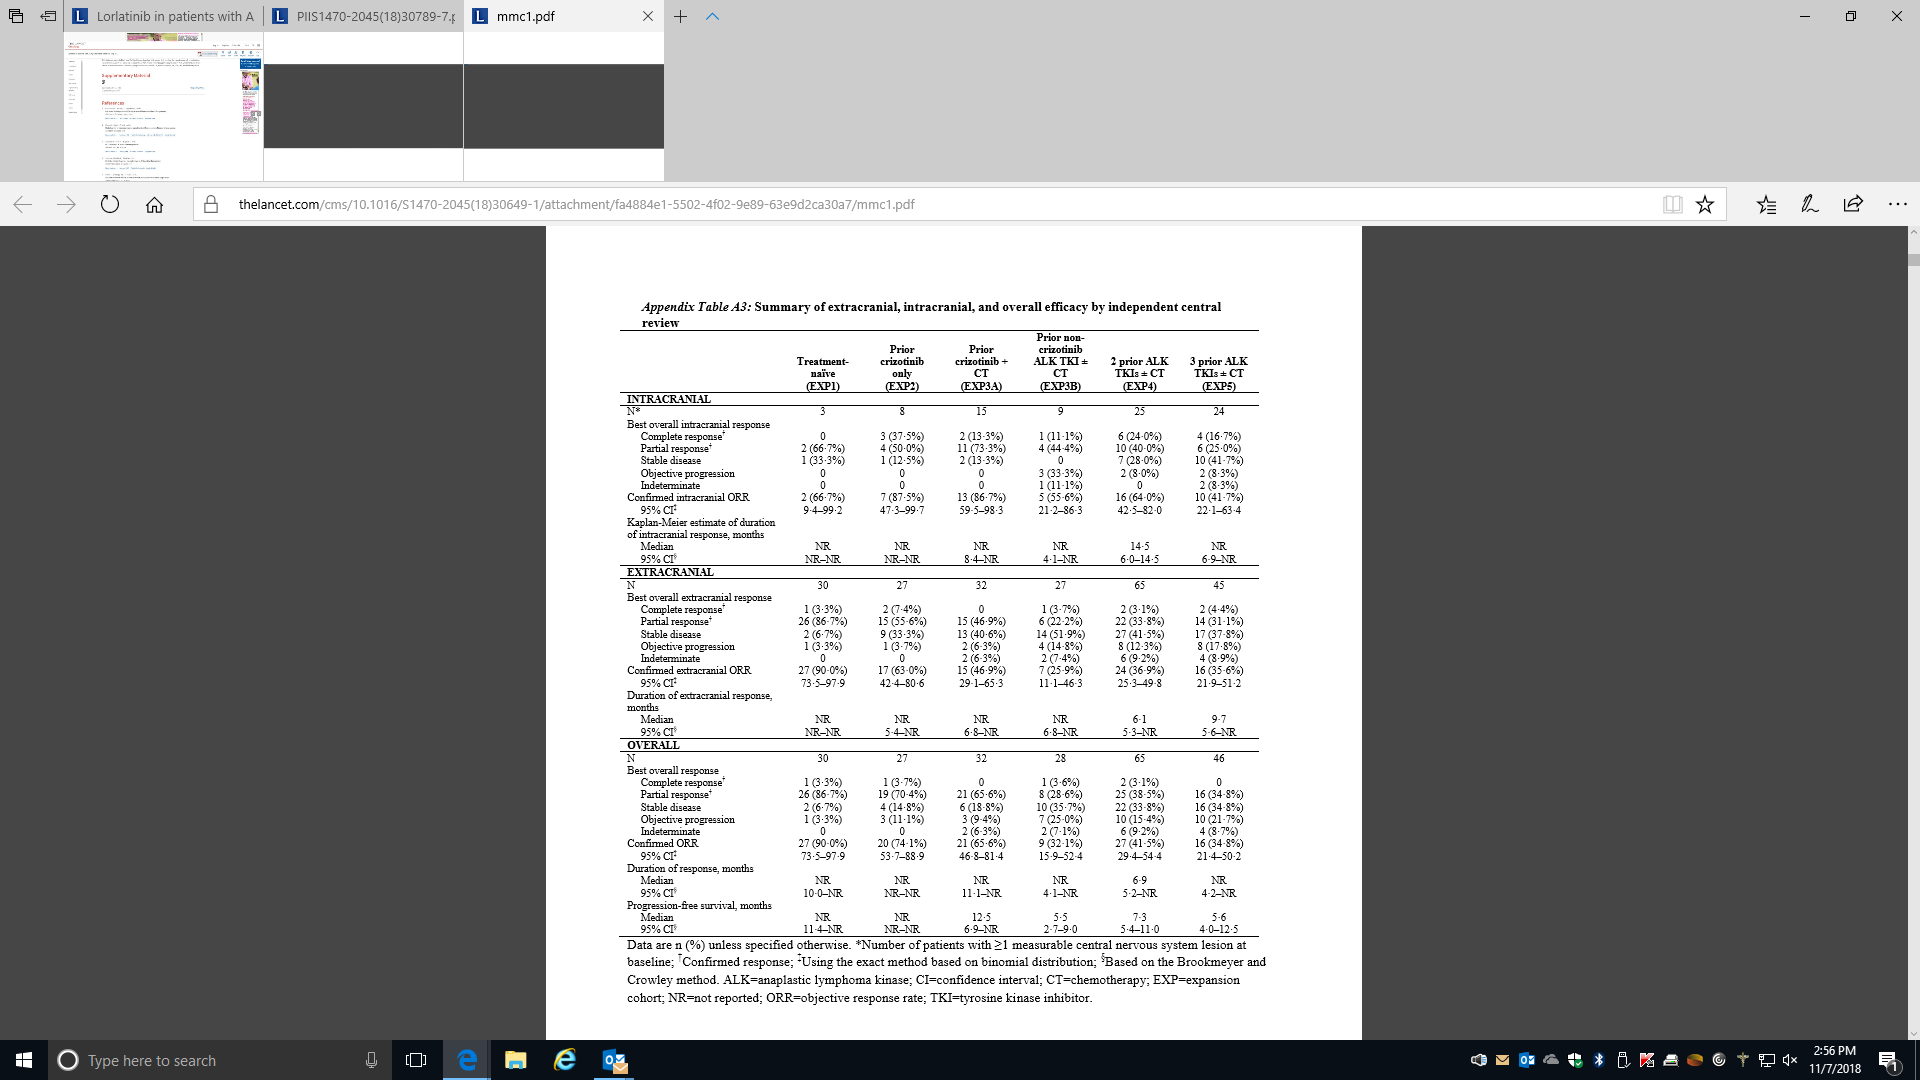 Lorlatinib in patients with A
PIIS1470-2045(18)30789-7.p
mmc1.pdf
Supplementary Material
References
thelancet.com/cms/10.1016/S1470-2045(18)30649-1/attachment/fa4884e1-5502-4f02-9e89-63e9d2ca30a7/mmc1.pdf
Appendix Table A3: Summary of extracranial, intracranial, and overall efficacy by independent central
review
Treatment-naïve (EXP1) Prior crizotinib only (EXP2) Prior crizotinib + CT (EXP3A) Prior non-crizotinib ALK TKI ± CT (EXP3B) 2 prior ALK TKIs ± CT (EXP4) 3 prior ALK TKIs ± CT (EXP5)
INTRACRANIAL
N* 3 8 15 9 25 24
Best overall intracranial response
Complete response† 0 3 (37·5%) 2 (13·3%) 1 (11·1%) 6 (24·0%) 4 (16·7%)
Partial response† 2 (66·7%) 4 (50·0%) 11 (73·3%) 4 (44·4%) 10 (40·0%) 6 (25·0%)
Stable disease 1 (33·3%) 1 (12·5%) 2 (13·3%) 0 7 (28·0%) 10 (41·7%)
Objective progression 0 0 0 3 (33·3%) 2 (8·0%) 2 (8·3%)
Indeterminate 0 0 0 1 (11·1%) 0 2 (8·3%)
Confirmed intracranial ORR 2 (66·7%) 7 (87·5%) 13 (86·7%) 5 (55·6%) 16 (64·0%) 10 (41·7%)
95% CI‡ 9·4–99·2 47·3–99·7 59·5–98·3 21·2–86·3 42·5–82·0 22·1–63·4
Kaplan-Meier estimate of duration
of intracranial response, months
Median NR NR NR NR 14·5 NR
95% CI§ NR–NR NR–NR 8·4–NR 4·1–NR 6·0–14·5 6·9–NR
EXTRACRANIAL
N 30 27 32 27 65 45
Best overall extracranial response
Complete response† 1 (3·3%) 2 (7·4%) 0 1 (3·7%) 2 (3·1%) 2 (4·4%)
Partial response† 26 (86·7%) 15 (55·6%) 15 (46·9%) 6 (22·2%) 22 (33·8%) 14 (31·1%)
Stable disease 2 (6·7%) 9 (33·3%) 13 (40·6%) 14 (51·9%) 27 (41·5%) 17 (37·8%)
Objective progression 1 (3·3%) 1 (3·7%) 2 (6·3%) 4 (14·8%) 8 (12·3%) 8 (17·8%)
Indeterminate 0 0 2 (6·3%) 2 (7·4%) 6 (9·2%) 4 (8·9%)
Confirmed extracranial ORR 27 (90·0%) 17 (63·0%) 15 (46·9%) 7 (25·9%) 24 (36·9%) 16 (35·6%)
95% CI‡ 73·5–97·9 42·4–80·6 29·1–65·3 11·1–46·3 25·3–49·8 21·9–51·2
Duration of extracranial response,
months
Median NR NR NR NR 6·1 9·7
95% CI§ NR–NR 5·4–NR 6·8–NR 6·8–NR 5·3–NR 5·6–NR
OVERALL
N 30 27 32 28 65 46
Best overall response
Complete response† 1 (3·3%) 1 (3·7%) 0 1 (3·6%) 2 (3·1%) 0
Partial response† 26 (86·7%) 19 (70·4%) 21 (65·6%) 8 (28·6%) 25 (38·5%) 16 (34·8%)
Stable disease 2 (6·7%) 4 (14·8%) 6 (18·8%) 10 (35·7%) 22 (33·8%) 16 (34·8%)
Objective progression 1 (3·3%) 3 (11·1%) 3 (9·4%) 7 (25·0%) 10 (15·4%) 10 (21·7%)
Indeterminate 0 0 2 (6·3%) 2 (7·1%) 6 (9·2%) 4 (8·7%)
Confirmed ORR 27 (90·0%) 20 (74·1%) 21 (65·6%) 9 (32·1%) 27 (41·5%) 16 (34·8%)
95% CI‡ 73·5–97·9 53·7–88·9 46·8–81·4 15·9–52·4 29·4–54·4 21·4–50·2
Duration of response, months
Median NR NR NR NR 6·9 NR
95% CI§ 10·0–NR NR–NR 11·1–NR 4·1–NR 5·2–NR 4·2–NR
Progression-free survival, months
Median NR NR 12·5 5·5 7·3 5·6
95% CI§ 11·4–NR NR–NR 6·9–NR 2·7–9·0 5·4–11·0 4·0–12·5
Data are n (%) unless specified otherwise. *Number of patients with ≥1 measurable central nervous system lesion at
baseline; †Confirmed response; ‡Using the exact method based on binomial distribution; §Based on the Brookmeyer and
Crowley method. ALK=anaplastic lymphoma kinase; CI=confidence interval; CT=chemotherapy; EXP=expansion
cohort; NR=not reported; ORR=objective response rate; TKI=tyrosine kinase inhibitor.
Type here to search
2:56 PM
11/7/2018
1